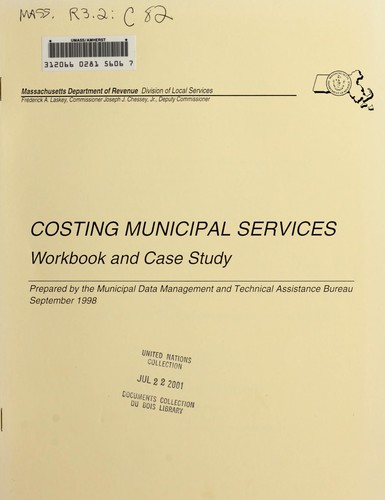 MASS. R3.2: C 82
UMASS/AMHERST
312066 0281 5606 7
Massachusetts Department of Revenue Division of Local Services
Frederick A. Laskey, Commissioner Joseph J. Chessey, Jr., Deputy Commissioner
COSTING MUNICIPAL SERVICES
Workbook and Case Study
Prepared by the Municipal Data Management and Technical Assistance Bureau
September 1998
UNITED NATIONS
COLLECTION
JUL 22 2001
DOCUMENTS COLLECTION
DU BOIS LIBRARY